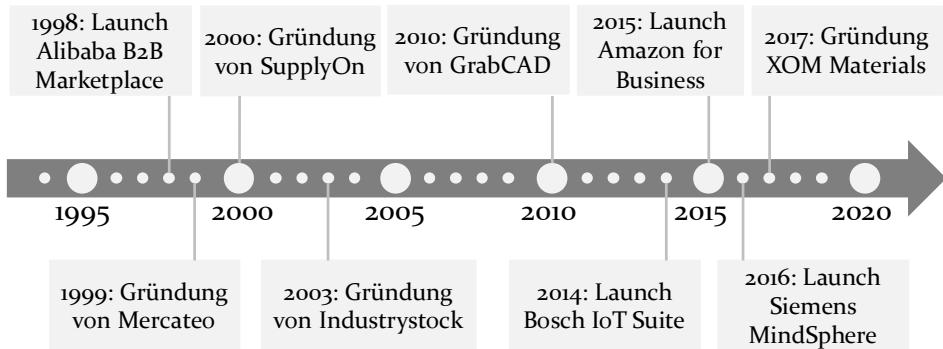 1998: Launch
Alibaba B2B
Marketplace
2000: Gründung
von SupplyOn
2010: Gründung
von GrabCAD
2015: Launch
Amazon for
Business
2017: Gründung
XOM Materials
1995
2000
2005
2010
2015
2020
1999: Gründung
von Mercateo
2003: Gründung
von Industrystock
2014: Launch
Bosch IoT Suite
2016: Launch
Siemens
MindSphere